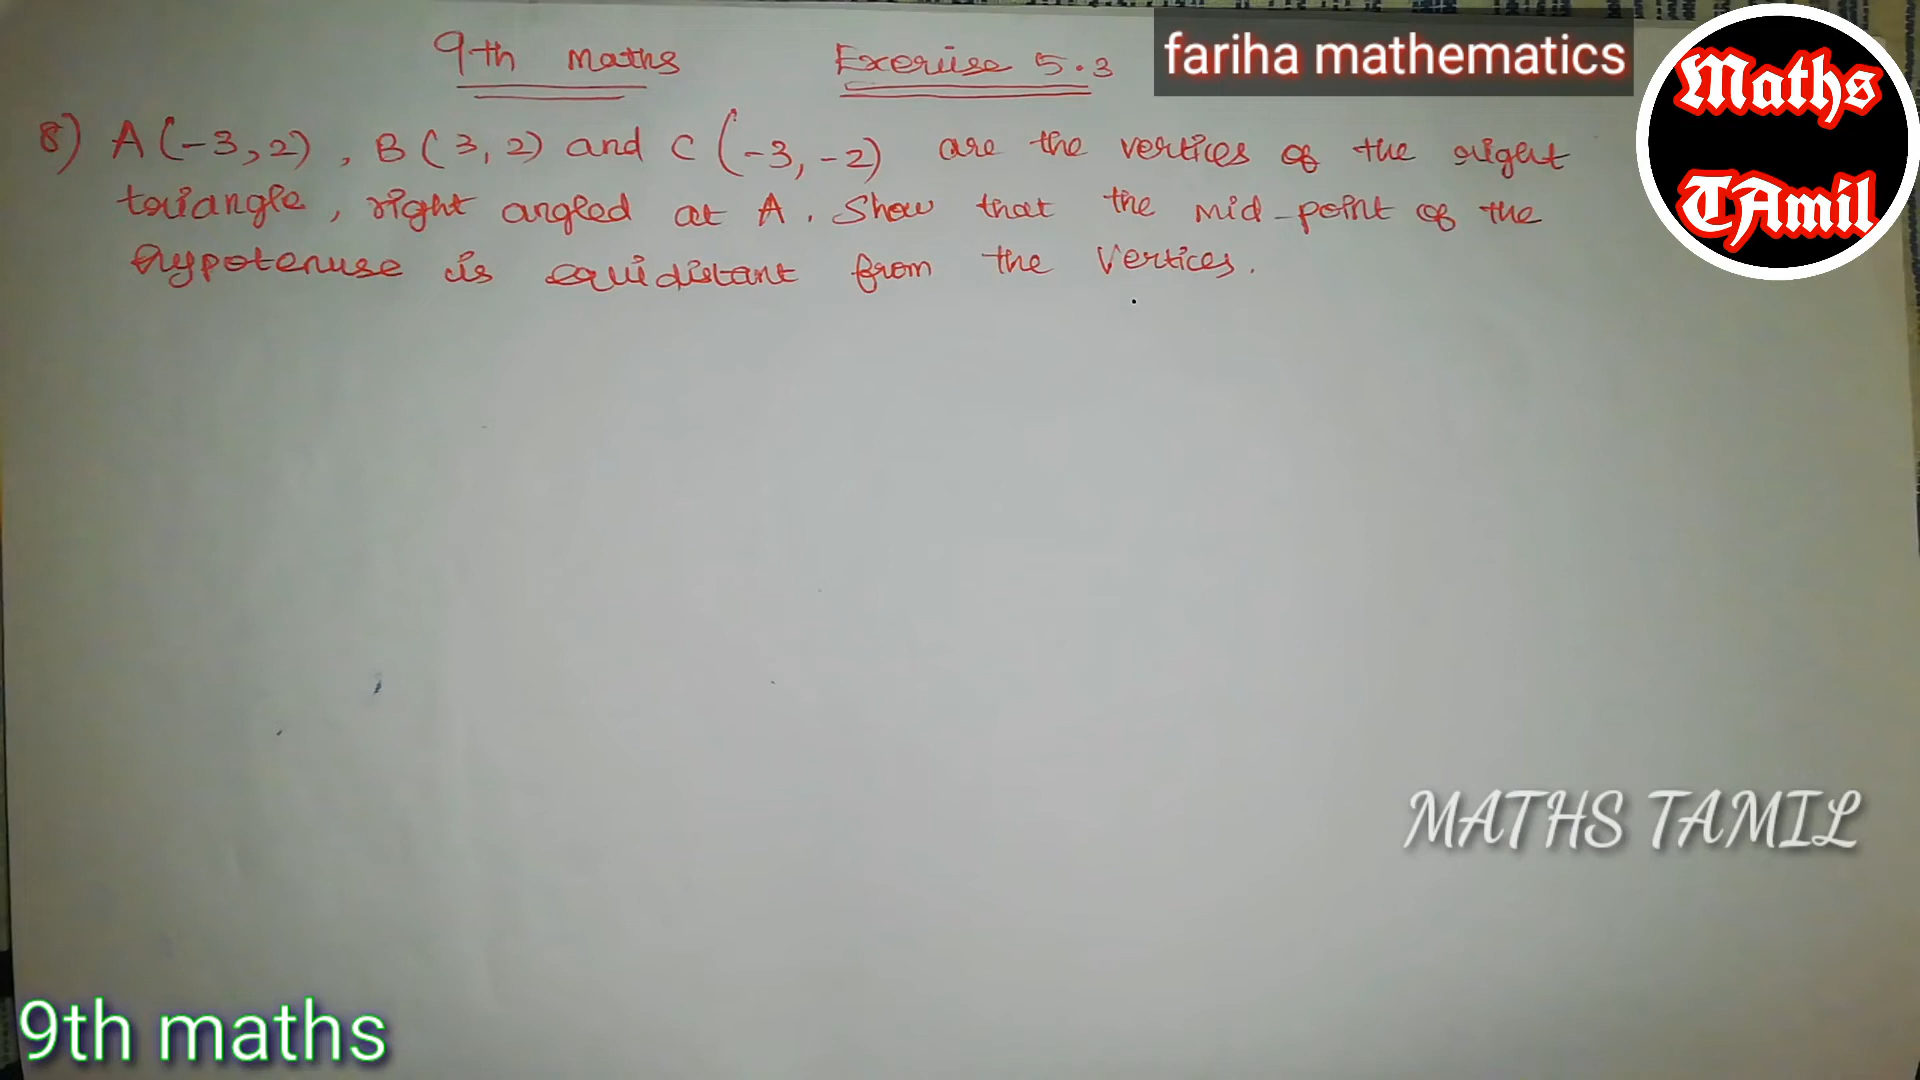 9th Maths Exercise 5.3
fariha mathematics
Maths
TAmil
8) A(-3,2), B(3,2) and C(-3,-2) are the vertices of the right
triangle, right angled at A. Show that the mid-point of the
hypotenuse is equidistant from the vertices.
MATHS TAMIL
9th maths